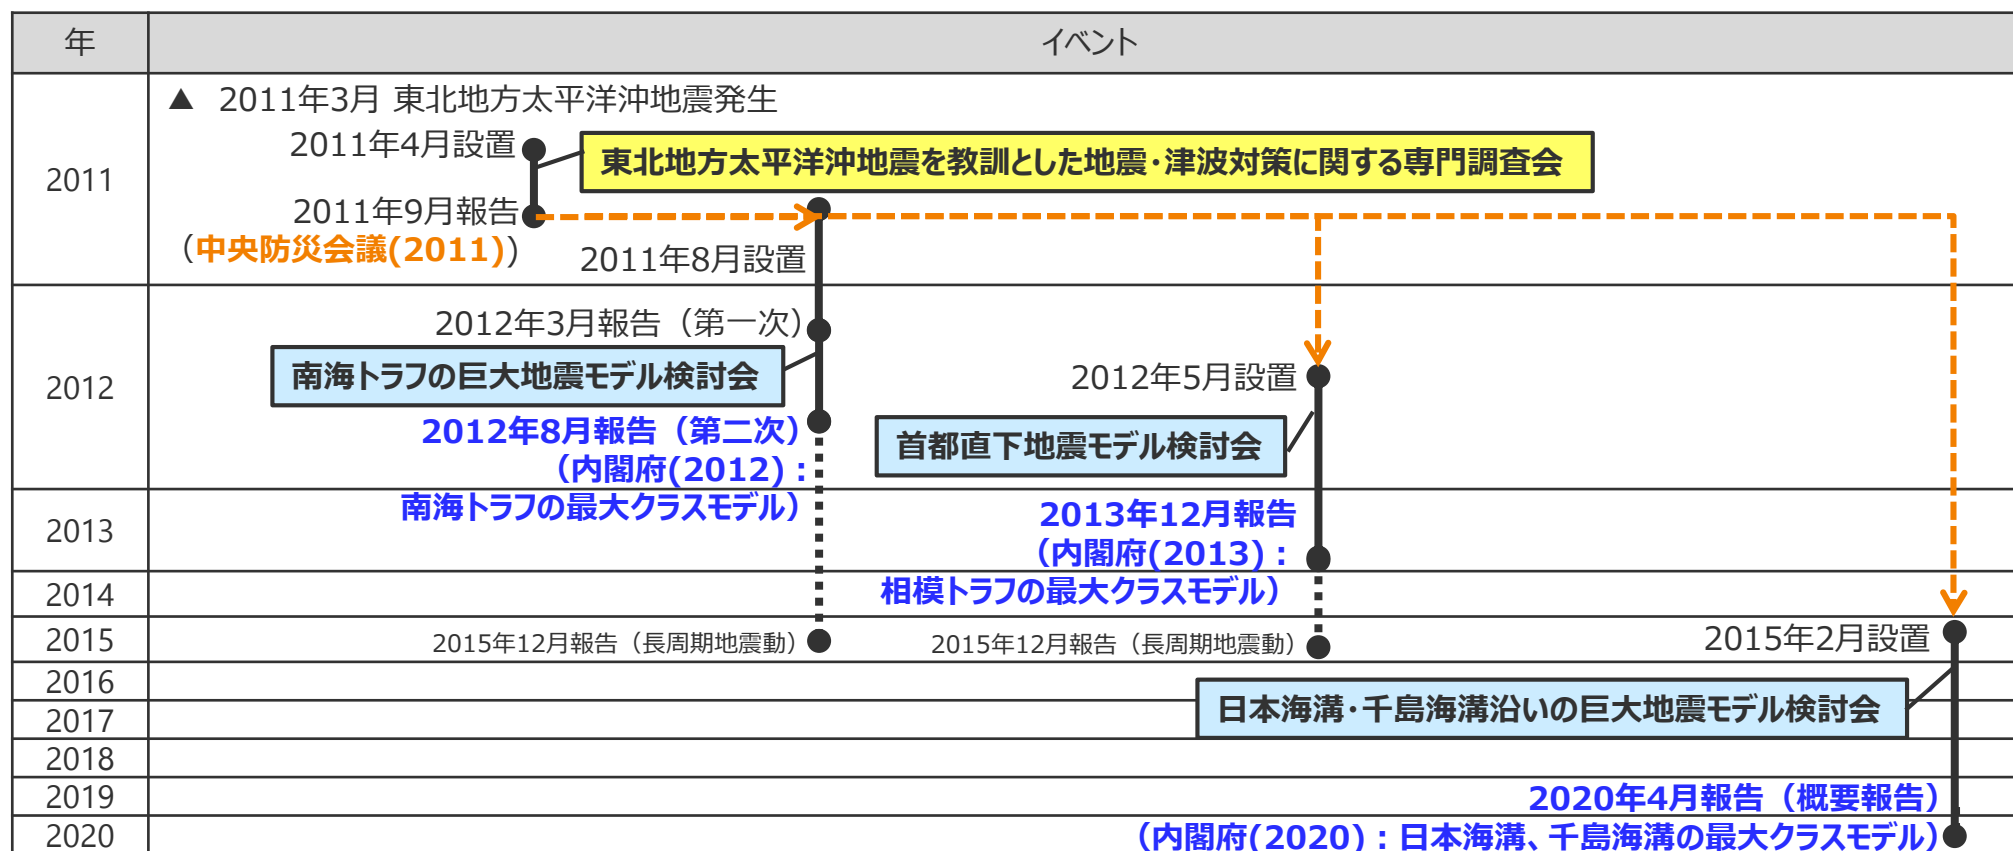 年
イベント
2011
▲ 2011年3月 東北地方太平洋沖地震発生
2011年4月設置
東北地方太平洋沖地震を教訓とした地震・津波対策に関する専門調査会
2011年9月報告
（中央防災会議(2011)）
2011年8月設置
2012
2012年3月報告（第一次）
南海トラフの巨大地震モデル検討会
2012年5月設置
2012年8月報告（第二次）
（内閣府(2012)：
南海トラフの最大クラスモデル）
首都直下地震モデル検討会
2013
2013年12月報告
（内閣府(2013)：
相模トラフの最大クラスモデル）
2014
2015
2015年12月報告（長周期地震動）
2015年12月報告（長周期地震動）
2015年2月設置
2016
日本海溝・千島海溝沿いの巨大地震モデル検討会
2017
2018
2019
2020年4月報告（概要報告）
2020
（内閣府(2020)：日本海溝、千島海溝の最大クラスモデル）